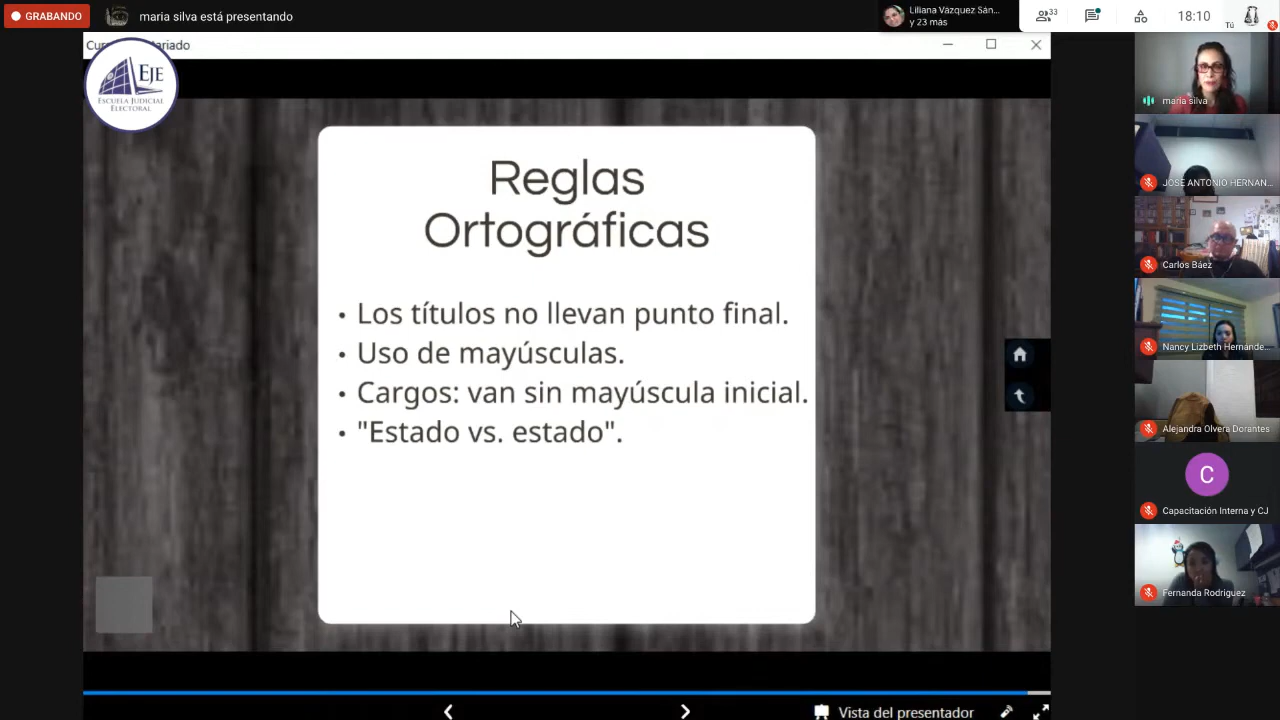 GRABANDO
maria silva está presentando
Liliana Vázquez Sán...
y 23 más
33
18:10
Tú
EJE
ESCUELA JUDICIAL
ELECTORAL
Reglas
Ortográficas
• Los títulos no llevan punto final.
• Uso de mayúsculas.
• Cargos: van sin mayúscula inicial.
• "Estado vs. estado".
maria silva
JOSE ANTONIO HERNAN...
Carlos Báez
Nancy Lizbeth Hernánde...
Alejandra Olvera Dorantes
C
Capacitación Interna y CJ
Fernanda Rodriguez
Vista del presentador